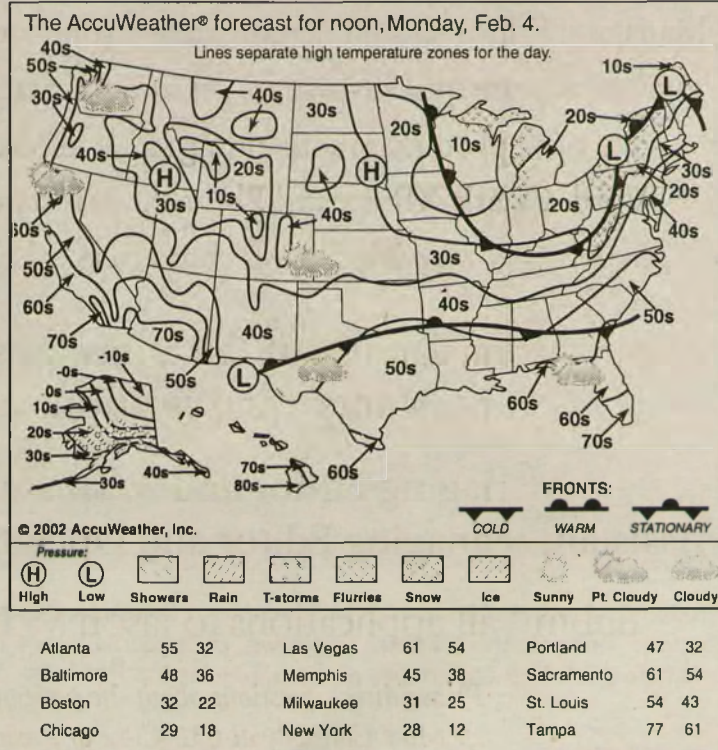 The AccuWeather® forecast for noon, Monday, Feb. 4.
Lines separate high temperature zones for the day.
40s
50s
30s
40s
30s
10s
20s
10s
20s
L
H
40s
20s
10s
30s
40s
H
L
30s
20s
20s
40s
60s
50s
60s
70s
30s
40s
70s
40s
50s
50s
-10s
-0s
.0s
10s
20s
30s
30s
40s
L
70s
80s
60s
60s
60s
70s
50s
FRONTS:
COLD WARM STATIONARY
© 2002 AccuWeather, Inc.
Pressure:
H L
High Low Showers Rain T-storms Flurries Snow Ice Sunny Pt. Cloudy Cloudy
Atlanta 55 32 Las Vegas 61 54 Portland 47 32
Baltimore 48 36 Memphis 45 38 Sacramento 61 54
Boston 32 22 Milwaukee 31 25 St. Louis 54 43
Chicago 29 18 New York 28 12 Tampa 77 61